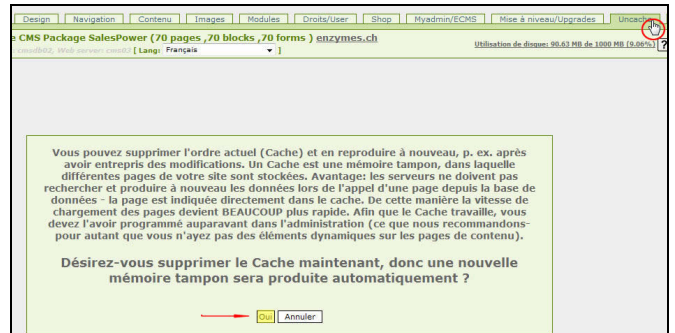 Design Navigation Contenu Images Modules Droits/User Shop Myadmin/ECMS Mise à niveau/Upgrades Uncache
e CMS Package SalesPower (70 pages ,70 blocks ,70 forms ) enzymes.ch
Utilisation de disque: 90.63 MB de 1000 MB (9.06%) ?
cmsdb02, Web server: cms02 [ Lang: Français ]
Vous pouvez supprimer l'ordre actuel (Cache) et en reproduire à nouveau, p. ex. après
avoir entrepris des modifications. Un Cache est une mémoire tampon, dans laquelle
différentes pages de votre site sont stockées. Avantage: les serveurs ne doivent pas
rechercher et produire à nouveau les données lors de l'appel d'une page depuis la base de
données - la page est indiquée directement dans le cache. De cette manière la vitesse de
chargement des pages devient BEAUCOUP plus rapide. Afin que le Cache travaille, vous
devez l'avoir programmé auparavant dans l'administration (ce que nous recommandons-
pour autant que vous n'ayez pas des éléments dynamiques sur les pages de contenu).
Désirez-vous supprimer le Cache maintenant, donc une nouvelle
mémoire tampon sera produite automatiquement ?
Oui Annuler